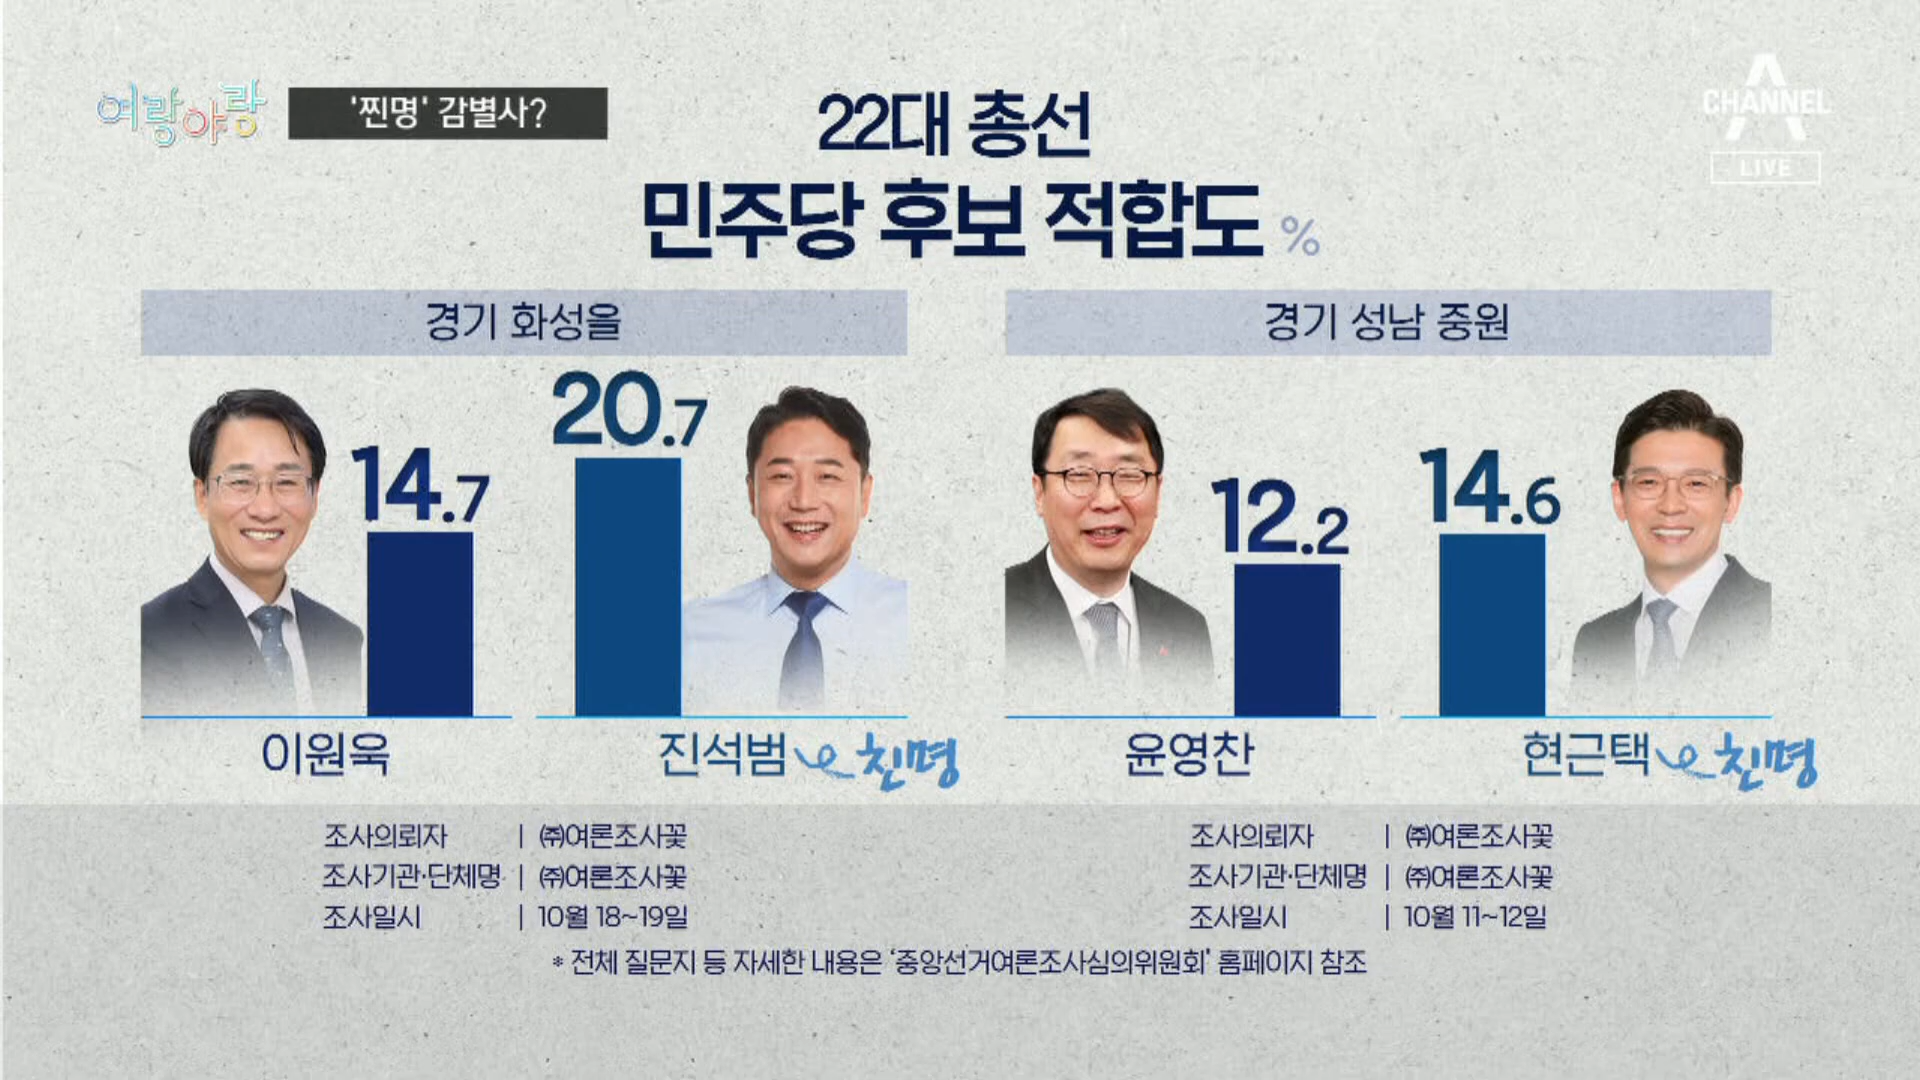 여랑야랑
'찐명' 감별사?
CHANNEL A
LIVE
22대 총선
민주당 후보 적합도 %
경기 화성을
14.7
20.7
이원욱
진석범 친명
조사의뢰자 | ㈜여론조사꽃
조사기관·단체명 | ㈜여론조사꽃
조사일시 | 10월 18~19일
경기 성남 중원
12.2
14.6
윤영찬
현근택 친명
조사의뢰자 | ㈜여론조사꽃
조사기관·단체명 | ㈜여론조사꽃
조사일시 | 10월 11~12일
* 전체 질문지 등 자세한 내용은 '중앙선거여론조사심의위원회' 홈페이지 참조